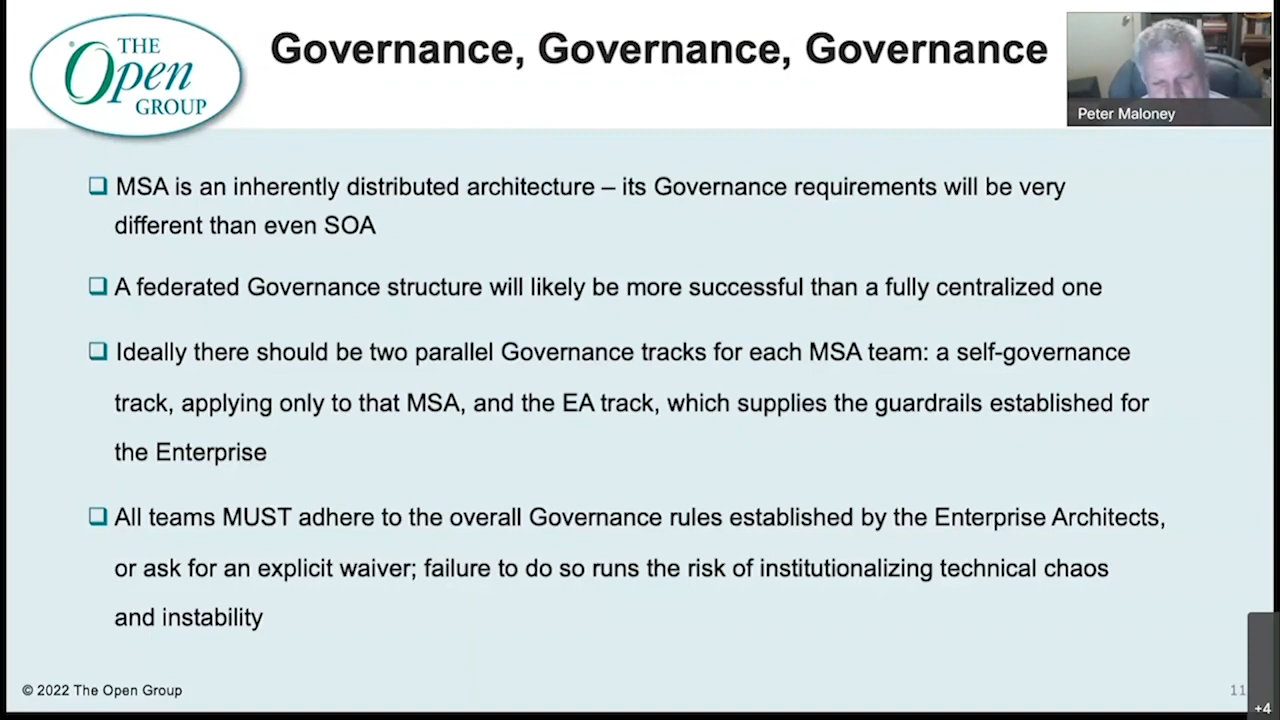 THE
Open
GROUP
Governance, Governance, Governance
Peter Maloney
❑ MSA is an inherently distributed architecture – its Governance requirements will be very
different than even SOA
❑ A federated Governance structure will likely be more successful than a fully centralized one
❑ Ideally there should be two parallel Governance tracks for each MSA team: a self-governance
track, applying only to that MSA, and the EA track, which supplies the guardrails established for
the Enterprise
❑ All teams MUST adhere to the overall Governance rules established by the Enterprise Architects,
or ask for an explicit waiver; failure to do so runs the risk of institutionalizing technical chaos
and instability
© 2022 The Open Group
11
+4